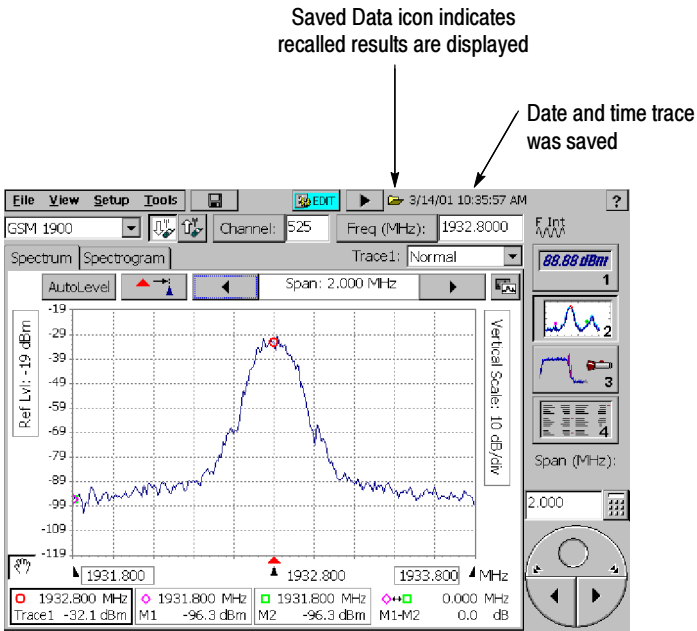 Saved Data icon indicates
recalled results are displayed
Date and time trace
was saved
File View Setup Tools EDIT 3/14/01 10:35:57 AM ?
GSM 1900 Channel: 525 Freq (MHz): 1932.8000 F Int
Spectrum Spectrogram Trace1: Normal
88.88 dBm
1
AutoLevel Span: 2.000 MHz
2
3
4
Span (MHz):
2.000
Ref Lvl: -19 dBm
-19
-29
-39
-49
-59
-69
-79
-89
-99
-109
-119
Vertical Scale: 10 dB/div
1931.800 1932.800 1933.800 MHz
1932.800 MHz 1931.800 MHz 1931.800 MHz 0.000 MHz
Trace1 -32.1 dBm M1 -96.3 dBm M2 -96.3 dBm M1-M2 0.0 dB